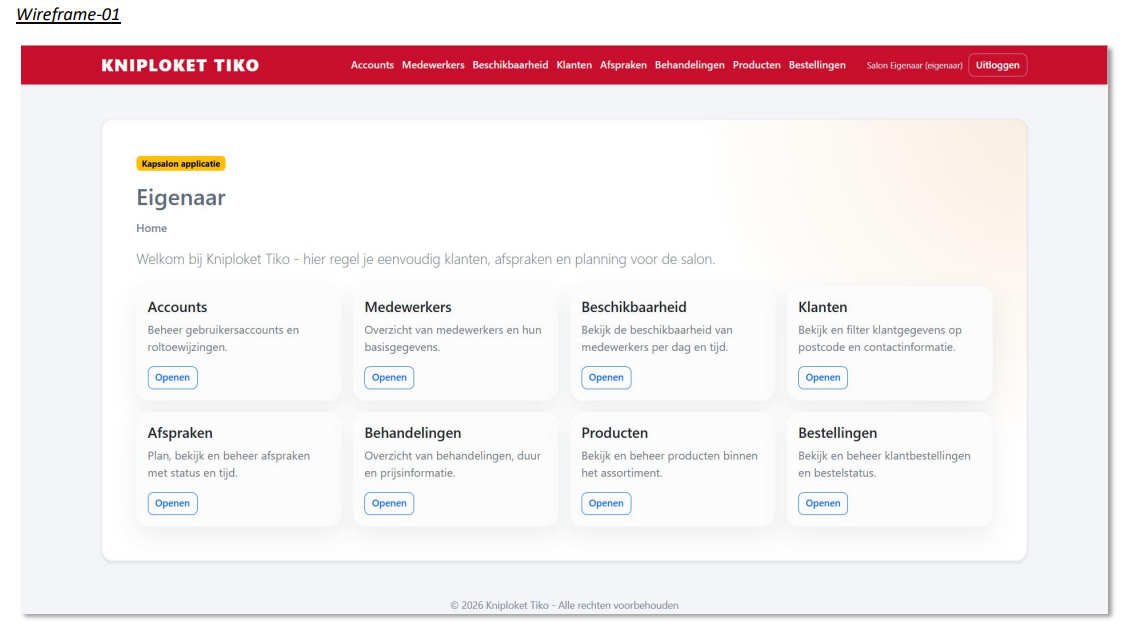 Wireframe-01
KNIPLOKET TIKO
Accounts Medewerkers Beschikbaarheid Klanten Afspraken Behandelingen Producten Bestellingen Salon Eigenaar (eigenaar) Uitloggen
Kapsalon applicatie
Eigenaar
Home
Welkom bij Kniploket Tiko - hier regel je eenvoudig klanten, afspraken en planning voor de salon.
Accounts
Beheer gebruikersaccounts en
roltoewijzingen.
Openen
Medewerkers
Overzicht van medewerkers en hun
basisgegevens.
Openen
Beschikbaarheid
Bekijk de beschikbaarheid van
medewerkers per dag en tijd.
Openen
Klanten
Bekijk en filter klantgegevens op
postcode en contactinformatie.
Openen
Afspraken
Plan, bekijk en beheer afspraken
met status en tijd.
Openen
Behandelingen
Overzicht van behandelingen, duur
en prijsinformatie.
Openen
Producten
Bekijk en beheer producten binnen
het assortiment.
Openen
Bestellingen
Bekijk en beheer klantbestellingen
en bestelstatus.
Openen
© 2026 Kniploket Tiko - Alle rechten voorbehouden